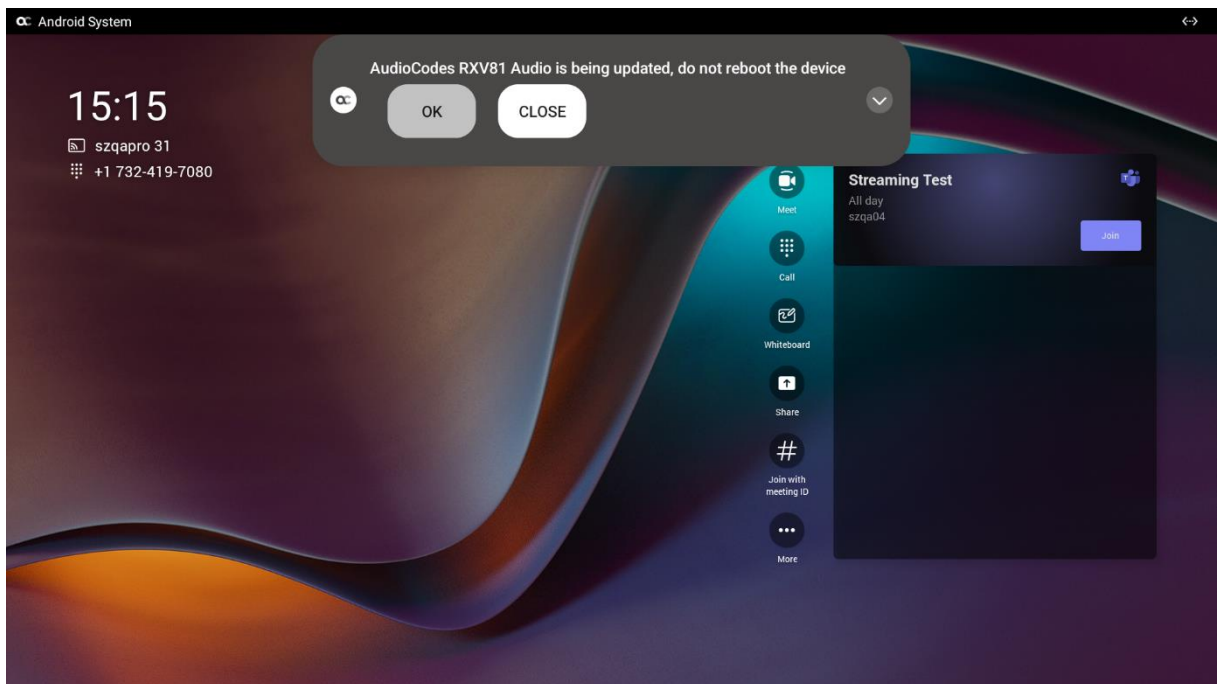 Android System
AudioCodes RXV81 Audio is being updated, do not reboot the device
OK
CLOSE
15:15
szqapro 31
+1 732-419-7080
Meet
Call
Whiteboard
Share
Join with
meeting ID
More
Streaming Test
All day
szqa04
Join